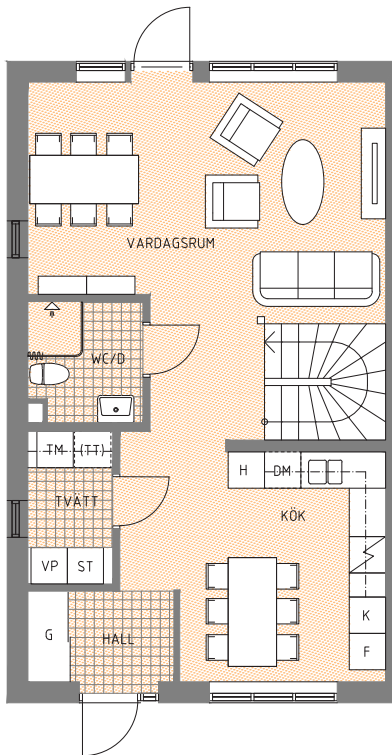 VARDAGSRUM
WC/D
TM (TT)
TVÄTT
VP ST
H DM
KÖK
G
HALL
K
F